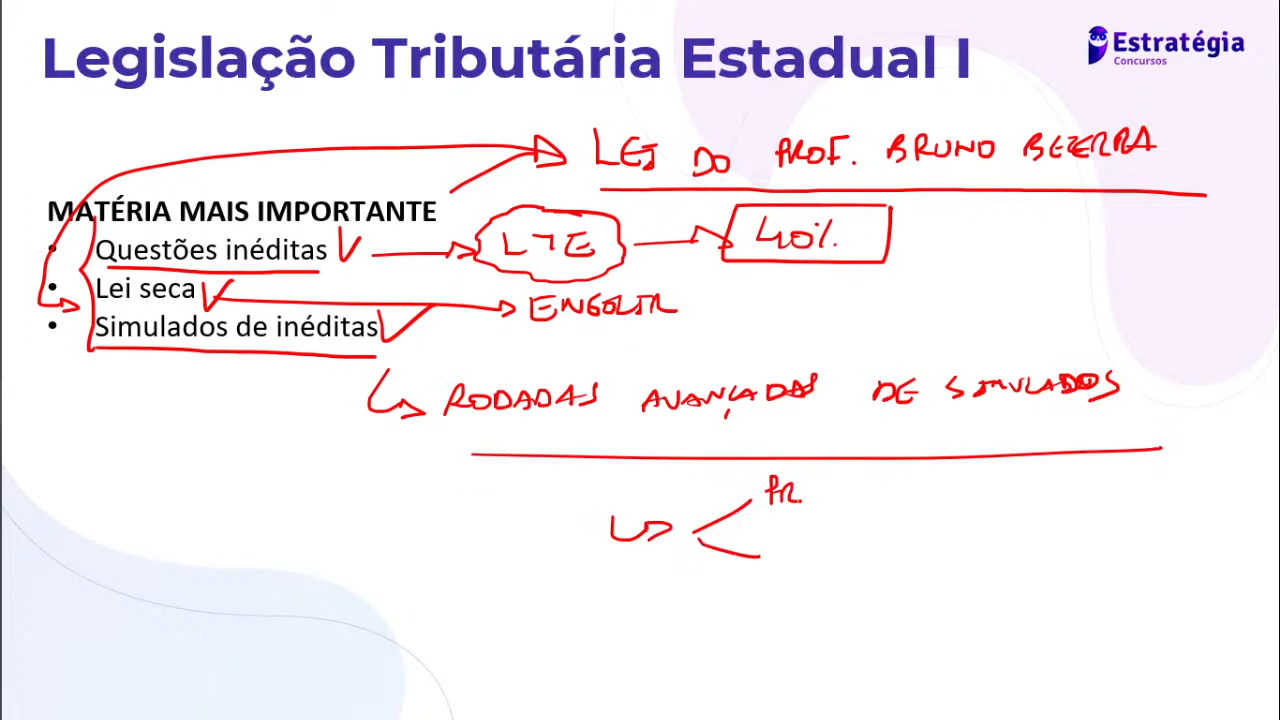 Legislação Tributária Estadual I
Estratégia
Concursos
LEI DO PROF. BRUNO BEZERRA
MATÉRIA MAIS IMPORTANTE
• Questões inéditas
LTE
40%.
• Lei seca
ENGOLIR
• Simulados de inéditas
RODADAS AVANÇADAS DE SIMULADOS
PR.